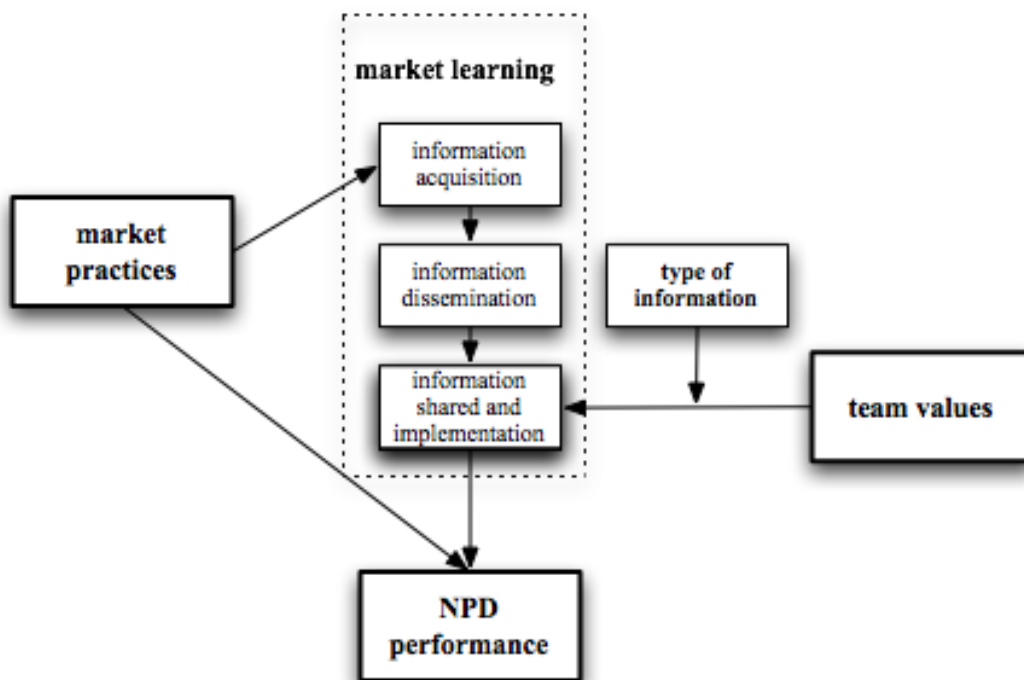 market learning
information
acquisition
market
practices
information
dissemination
type of
information
information
shared and
implementation
team values
NPD
performance